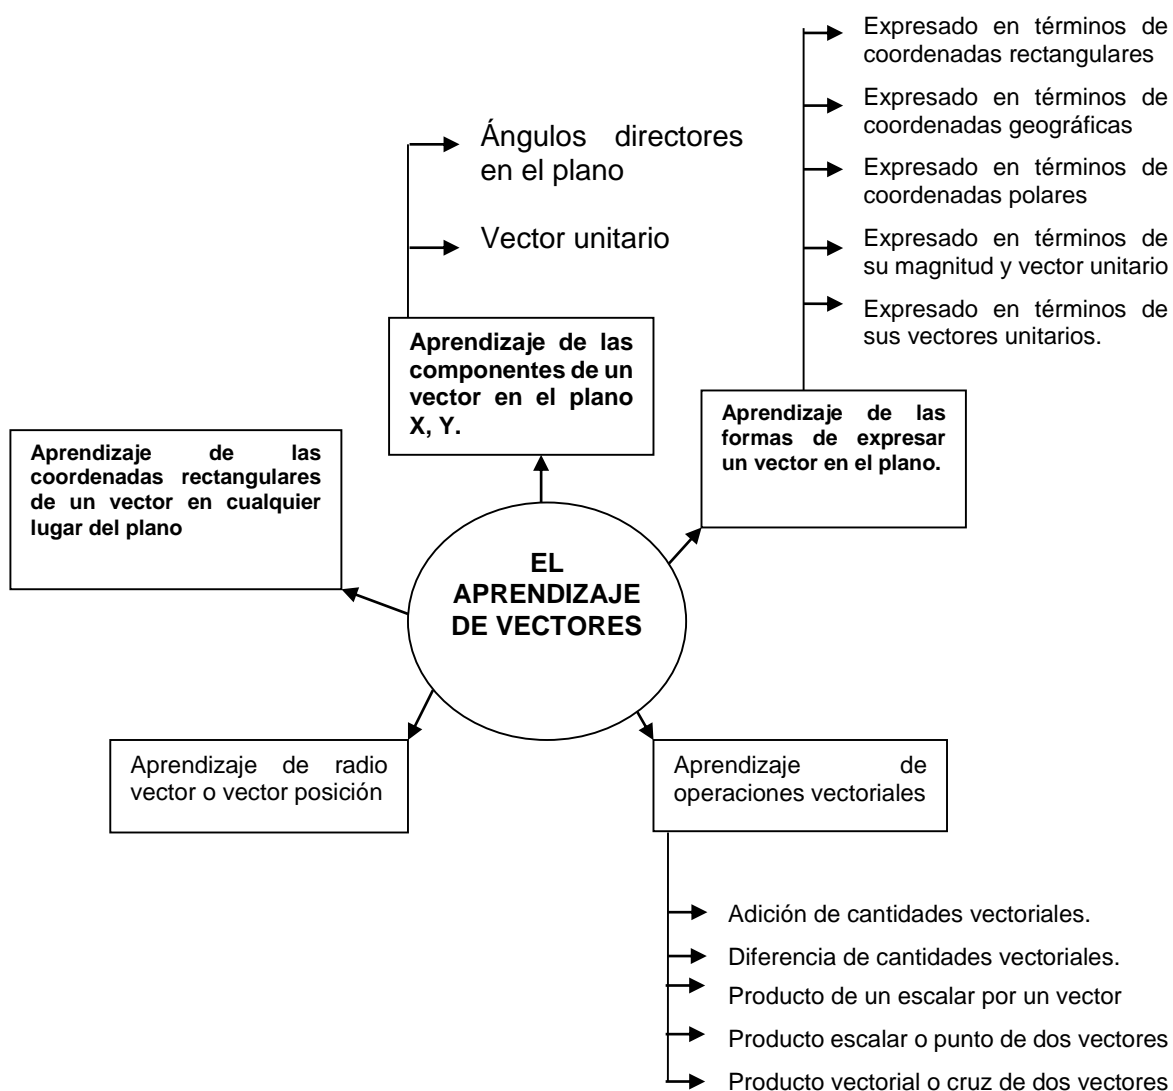 Expresado en términos de
coordenadas rectangulares
Expresado en términos de
coordenadas geográficas
Expresado en términos de
coordenadas polares
Expresado en términos de
su magnitud y vector unitario
Expresado en términos de
sus vectores unitarios.
Ángulos directores
en el plano
Vector unitario
Aprendizaje de las
componentes de un
vector en el plano
X, Y.
Aprendizaje de las
formas de expresar
un vector en el plano.
Aprendizaje de las
coordenadas rectangulares
de un vector en cualquier
lugar del plano
EL
APRENDIZAJE
DE VECTORES
Aprendizaje de radio
vector o vector posición
Aprendizaje de
operaciones vectoriales
Adición de cantidades vectoriales.
Diferencia de cantidades vectoriales.
Producto de un escalar por un vector
Producto escalar o punto de dos vectores
Producto vectorial o cruz de dos vectores